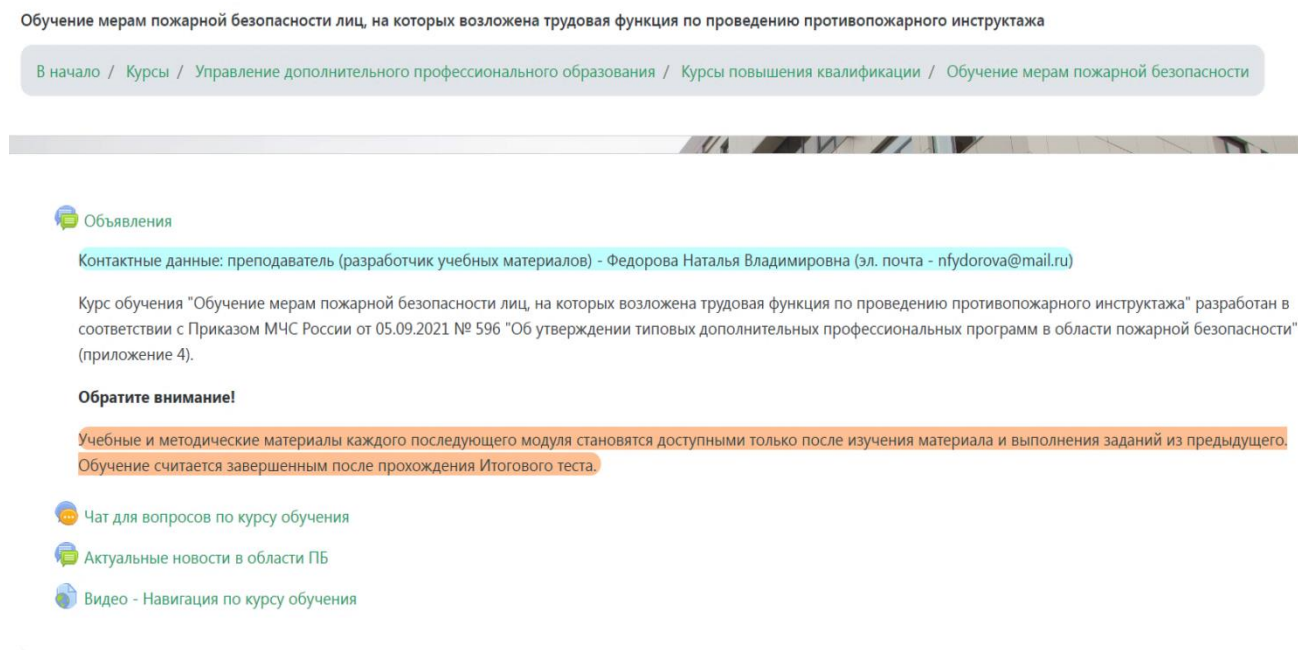 Обучение мерам пожарной безопасности лиц, на которых возложена трудовая функция по проведению противопожарного инструктажа
В начало / Курсы / Управление дополнительного профессионального образования / Курсы повышения квалификации / Обучение мерам пожарной безопасности
Объявления
Контактные данные: преподаватель (разработчик учебных материалов) - Федорова Наталья Владимировна (эл. почта - nfydorova@mail.ru)
Курс обучения "Обучение мерам пожарной безопасности лиц, на которых возложена трудовая функция по проведению противопожарного инструктажа" разработан в
соответствии с Приказом МЧС России от 05.09.2021 № 596 "Об утверждении типовых дополнительных профессиональных программ в области пожарной безопасности"
(приложение 4).
Обратите внимание!
Учебные и методические материалы каждого последующего модуля становятся доступными только после изучения материала и выполнения заданий из предыдущего.
Обучение считается завершенным после прохождения Итогового теста.
Чат для вопросов по курсу обучения
Актуальные новости в области ПБ
Видео - Навигация по курсу обучения